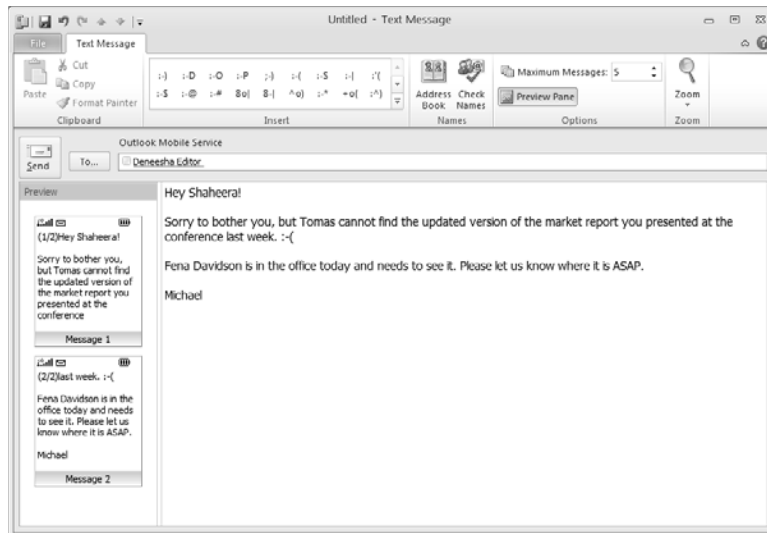 Untitled - Text Message
File Text Message
Paste
Cut
Copy
Format Painter
Clipboard
:-) :-D :-O :-P ;-) :-( :-S :-| :'(
:-$ :-@ :-# 8o| 8-| ^o) :-* +o( :^)
Insert
Address Book
Check Names
Names
Maximum Messages: 5
Preview Pane
Options
Zoom
Zoom
Outlook Mobile Service
Send
To... Deneesha Editor
Preview
(1/2)Hey Shaheera!
Sorry to bother you,
but Tomas cannot find
the updated version of
the market report you
presented at the
conference
Message 1
(2/2)last week. :-(
Fena Davidson is in the
office today and needs
to see it. Please let us
know where it is ASAP.
Michael
Message 2
Hey Shaheera!
Sorry to bother you, but Tomas cannot find the updated version of the market report you presented at the
conference last week. :-(
Fena Davidson is in the office today and needs to see it. Please let us know where it is ASAP.
Michael